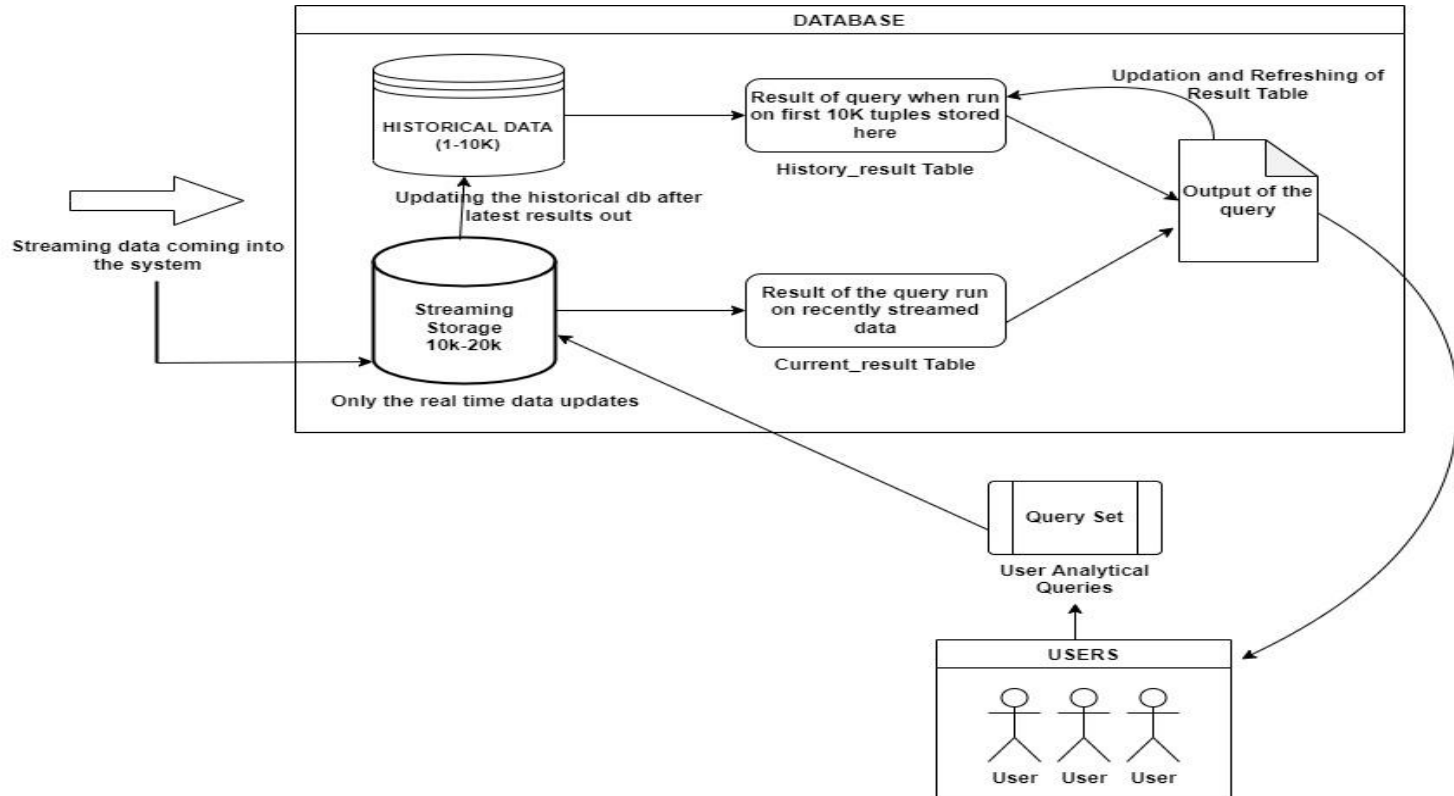 DATABASE
HISTORICAL DATA
(1-10K)
Result of query when run
on first 10K tuples stored
here
History_result Table
Updation and Refreshing of
Result Table
Output of the
query
Updating the historical db after
latest results out
Streaming data coming into
the system
Streaming
Storage
10k-20k
Only the real time data updates
Result of the query run
on recently streamed
data
Current_result Table
Query Set
User Analytical
Queries
USERS
User
User
User